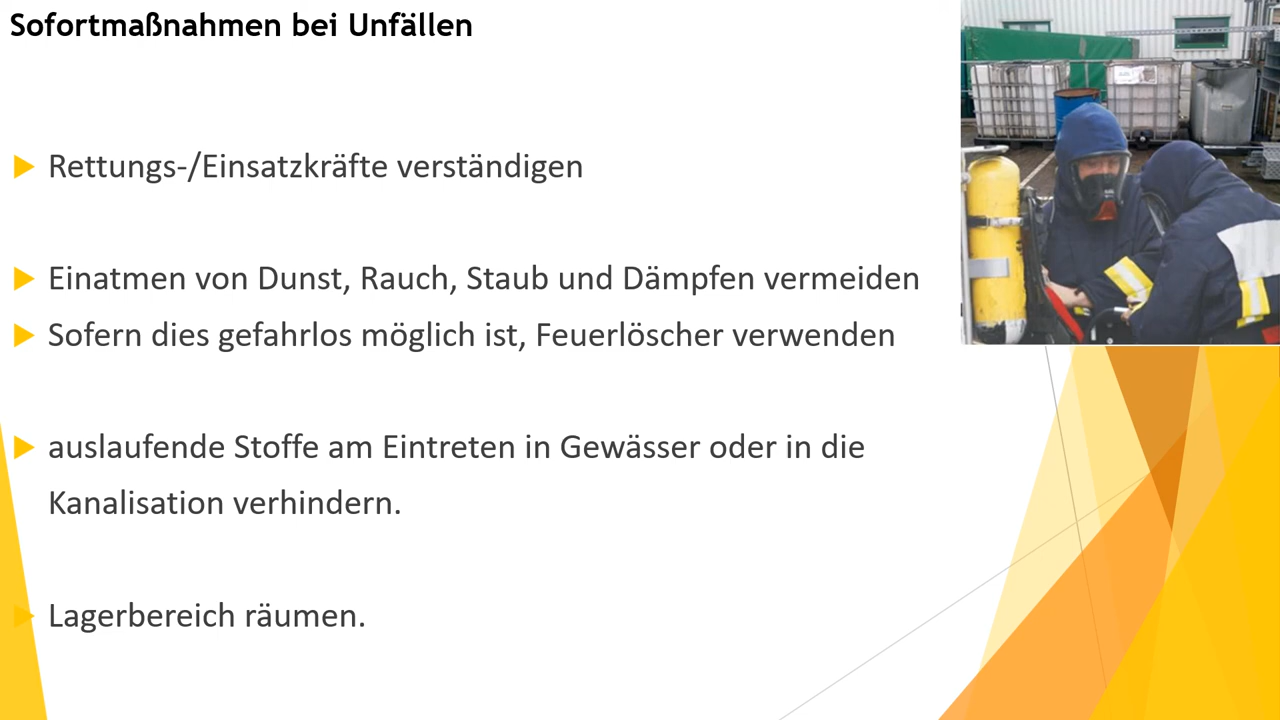 Sofortmaßnahmen bei Unfällen
Rettungs-/Einsatzkräfte verständigen
Einatmen von Dunst, Rauch, Staub und Dämpfen vermeiden
Sofern dies gefahrlos möglich ist, Feuerlöscher verwenden
auslaufende Stoffe am Eintreten in Gewässer oder in die
Kanalisation verhindern.
Lagerbereich räumen.